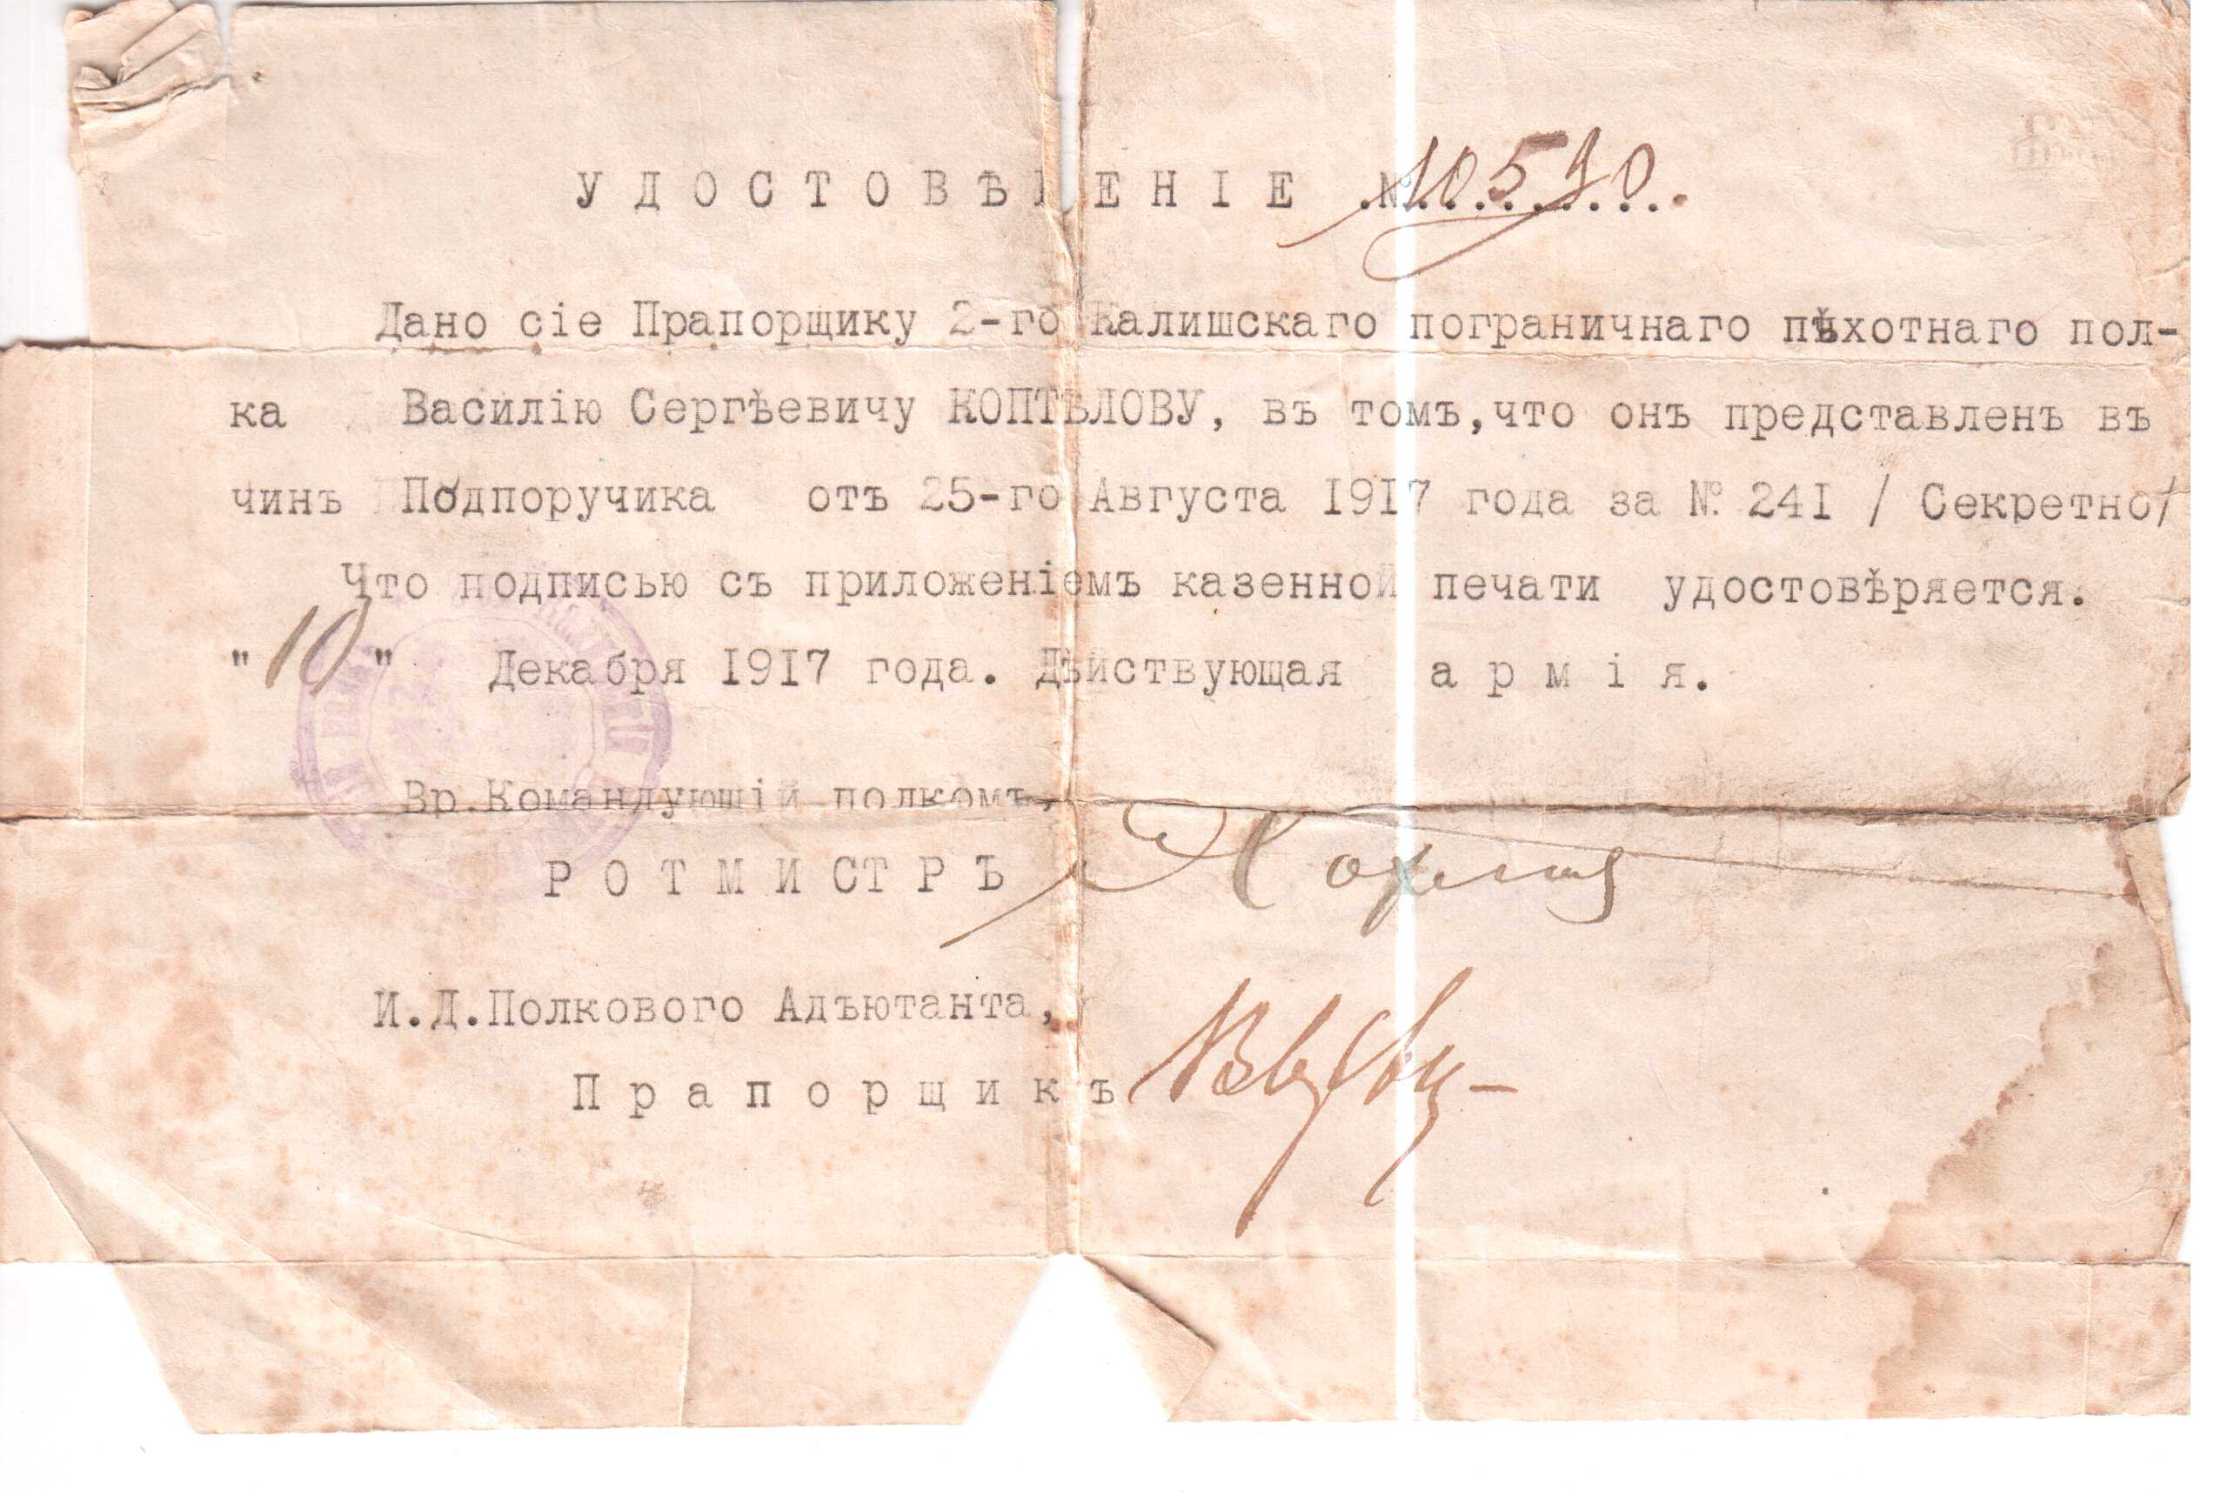 УДОСТОВѢРЕНІЕ № 10590.
Дано сіе Прапорщику 2-го Калишскаго пограничнаго пѣхотнаго пол-
ка Василію Сергѣевичу КОПТѢЛОВУ, въ томъ, что онъ представленъ въ
чинъ Подпоручика отъ 25-го Августа 1917 года за № 241 / Секретно/
Что подписью съ приложеніемъ казенной печати удостовѣряется.
"10" Декабря 1917 года. Дѣйствующая армія.
Вр.Командующій полкомъ,
РОТМИСТРЪ
И.Д.Полкового Адъютанта,
Прапорщикъ